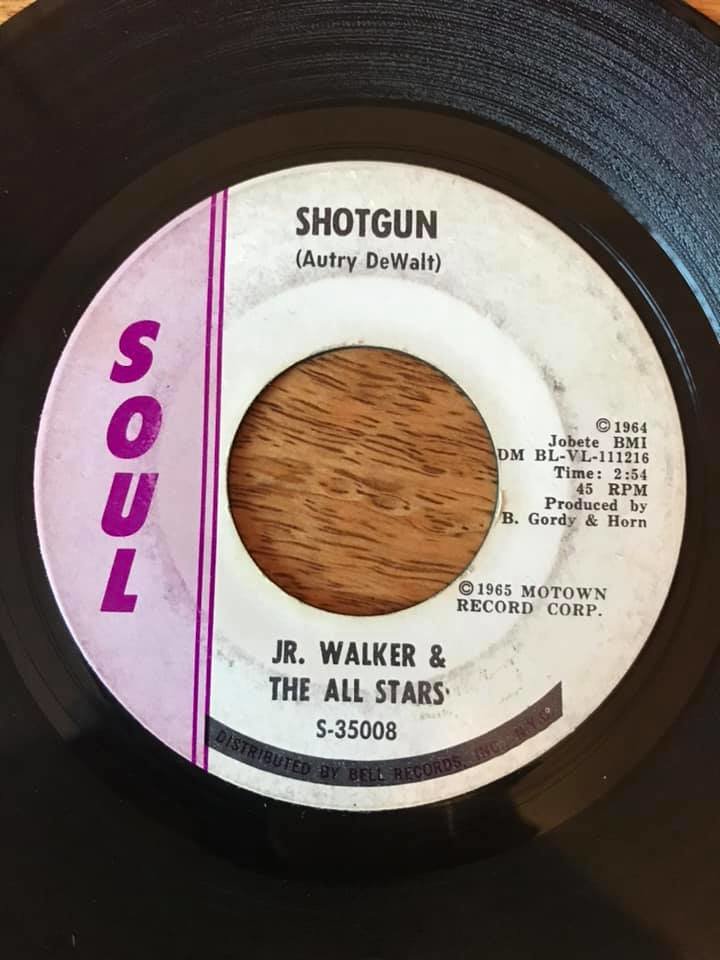 SHOTGUN
(Autry DeWalt)
SOUL
© 1964
Jobete BMI
DM BL-VL-111216
Time: 2:54
45 RPM
Produced by
B. Gordy & Horn
© 1965 MOTOWN
RECORD CORP.
JR. WALKER &
THE ALL STARS
S-35008
DISTRIBUTED BY BELL RECORDS, INC. N.Y.C.